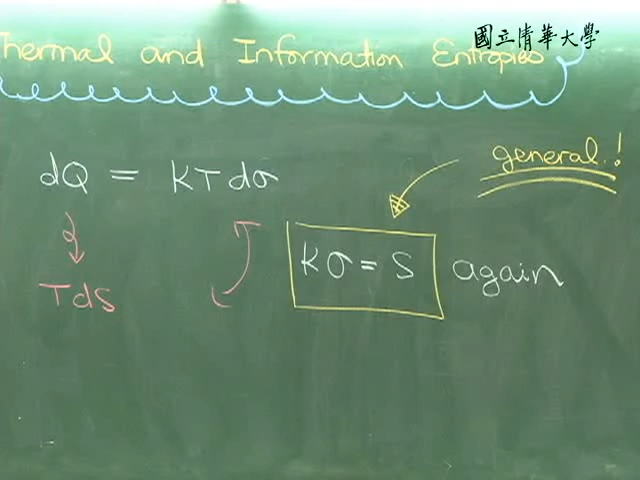 國立清華大學
Thermal and Information Entropies
general!
dQ = kTdσ
kσ = S again
TdS